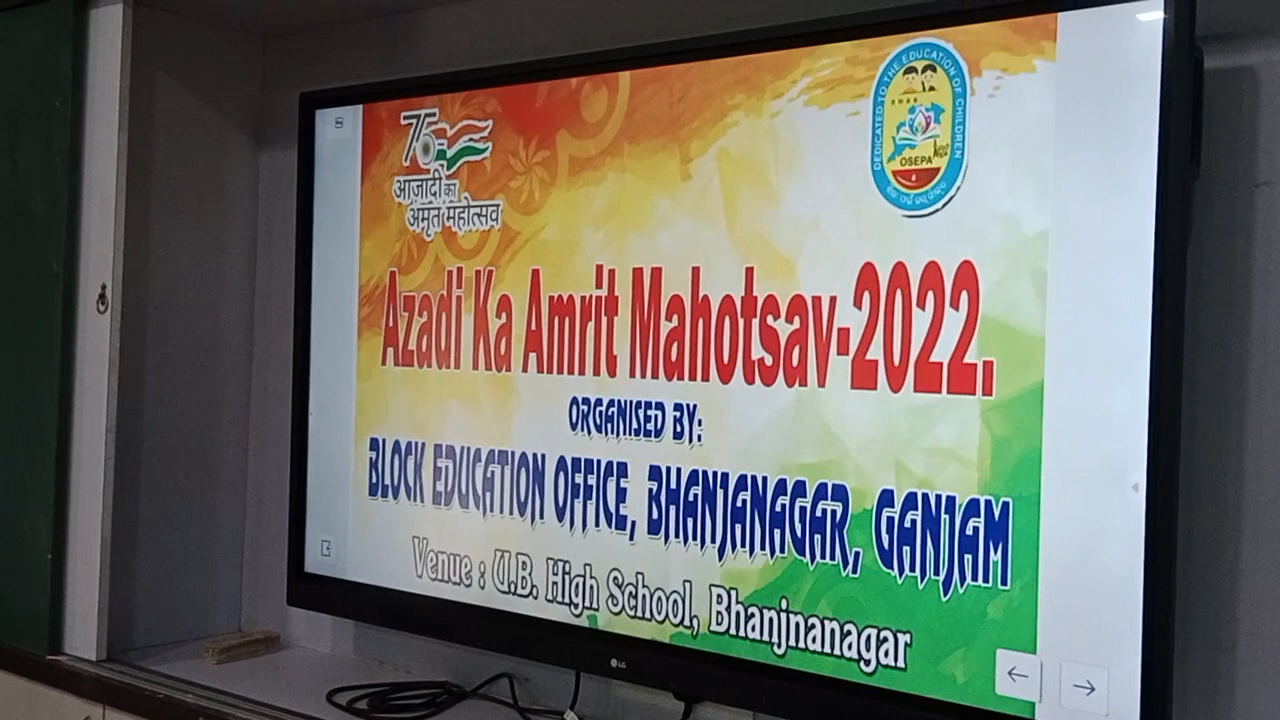 75
आज़ादी का
अमृत महोत्सव
DEDICATED TO THE EDUCATION OF CHILDREN
OSEPA
Azadi Ka Amrit Mahotsav-2022.
ORGANISED BY:
BLOCK EDUCATION OFFICE, BHANJANAGAR, GANJAM
Venue : U.B. High School, Bhanjnanagar
LG